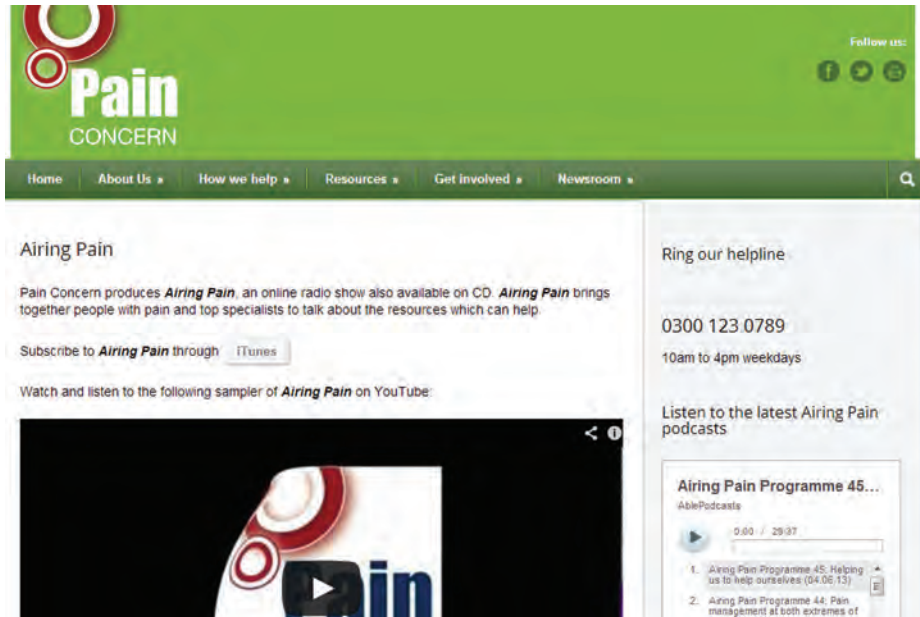 Follow us:
Pain
CONCERN
Home About Us » How we help » Resources » Get involved » Newsroom »
Airing Pain
Pain Concern produces Airing Pain, an online radio show also available on CD. Airing Pain brings
together people with pain and top specialists to talk about the resources which can help.
Subscribe to Airing Pain through iTunes
Watch and listen to the following sampler of Airing Pain on YouTube:
Pain
Ring our helpline
0300 123 0789
10am to 4pm weekdays
Listen to the latest Airing Pain
podcasts
Airing Pain Programme 45...
AblePodcasts
0:00 / 29:37
1. Airing Pain Programme 45: Helping
us to help ourselves (04.06.13)
2. Airing Pain Programme 44: Pain
management at both extremes of